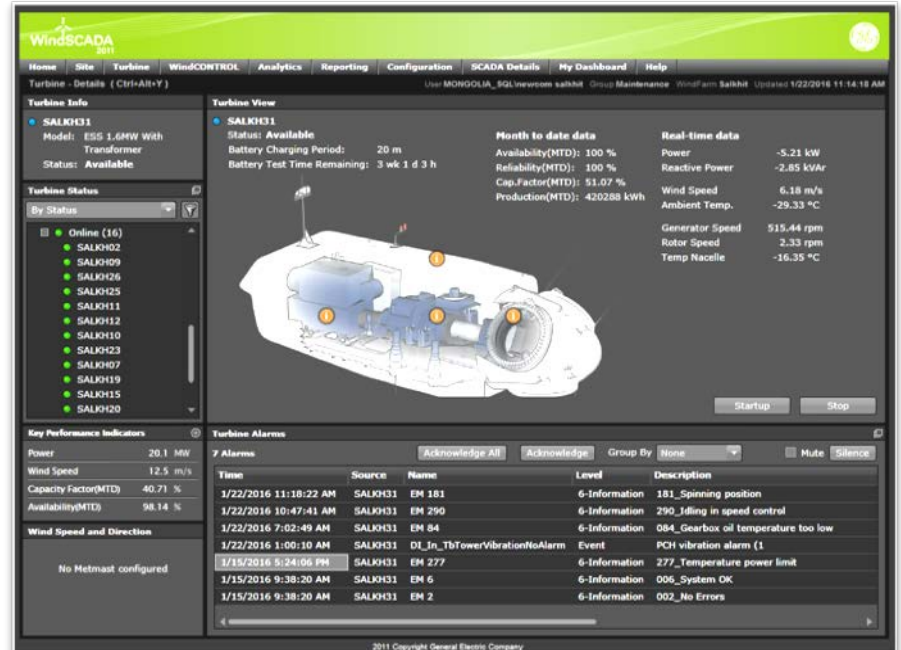 WindSCADA
2011
Home Site Turbine WindCONTROL Analytics Reporting Configuration SCADA Details My Dashboard Help
Turbine - Details ( Ctrl+Alt+Y ) User MONGOLIA_SQL\newcom salkhit Group Maintenance WindFarm Salkhit Updated 1/22/2016 11:14:18 AM
Turbine Info
SALKH31
Model: ESS 1.6MW With
Transformer
Status: Available
Turbine Status
By Status
Online (16)
SALKH02
SALKH09
SALKH26
SALKH25
SALKH11
SALKH12
SALKH10
SALKH23
SALKH07
SALKH19
SALKH15
SALKH20
Key Performance Indicators
Power 20.1 MW
Wind Speed 12.5 m/s
Capacity Factor(MTD) 40.71 %
Availability(MTD) 98.14 %
Wind Speed and Direction
No Metmast configured
Turbine View
SALKH31
Status: Available
Battery Charging Period: 20 m
Battery Test Time Remaining: 3 wk 1 d 3 h
Month to date data
Availability(MTD): 100 %
Reliability(MTD): 100 %
Cap.Factor(MTD): 51.07 %
Production(MTD): 420288 kWh
Real-time data
Power -5.21 kW
Reactive Power -2.85 kVAr
Wind Speed 6.18 m/s
Ambient Temp. -29.33 °C
Generator Speed 515.44 rpm
Rotor Speed 2.33 rpm
Temp Nacelle -16.35 °C
Startup Stop
Turbine Alarms
7 Alarms Acknowledge All Acknowledge Group By None Mute Silence
Time Source Name Level Description
1/22/2016 11:18:22 AM SALKH31 EM 181 6-Information 181_Spinning position
1/22/2016 10:47:41 AM SALKH31 EM 290 6-Information 290_Idling in speed control
1/22/2016 7:02:49 AM SALKH31 EM 84 6-Information 084_Gearbox oil temperature too low
1/22/2016 1:00:10 AM SALKH31 DI_In_TbTowerVibrationNoAlarm Event PCH vibration alarm (1
1/15/2016 5:24:06 PM SALKH31 EM 277 6-Information 277_Temperature power limit
1/15/2016 9:38:20 AM SALKH31 EM 6 6-Information 006_System OK
1/15/2016 9:38:20 AM SALKH31 EM 2 6-Information 002_No Errors
2011 Copyright General Electric Company